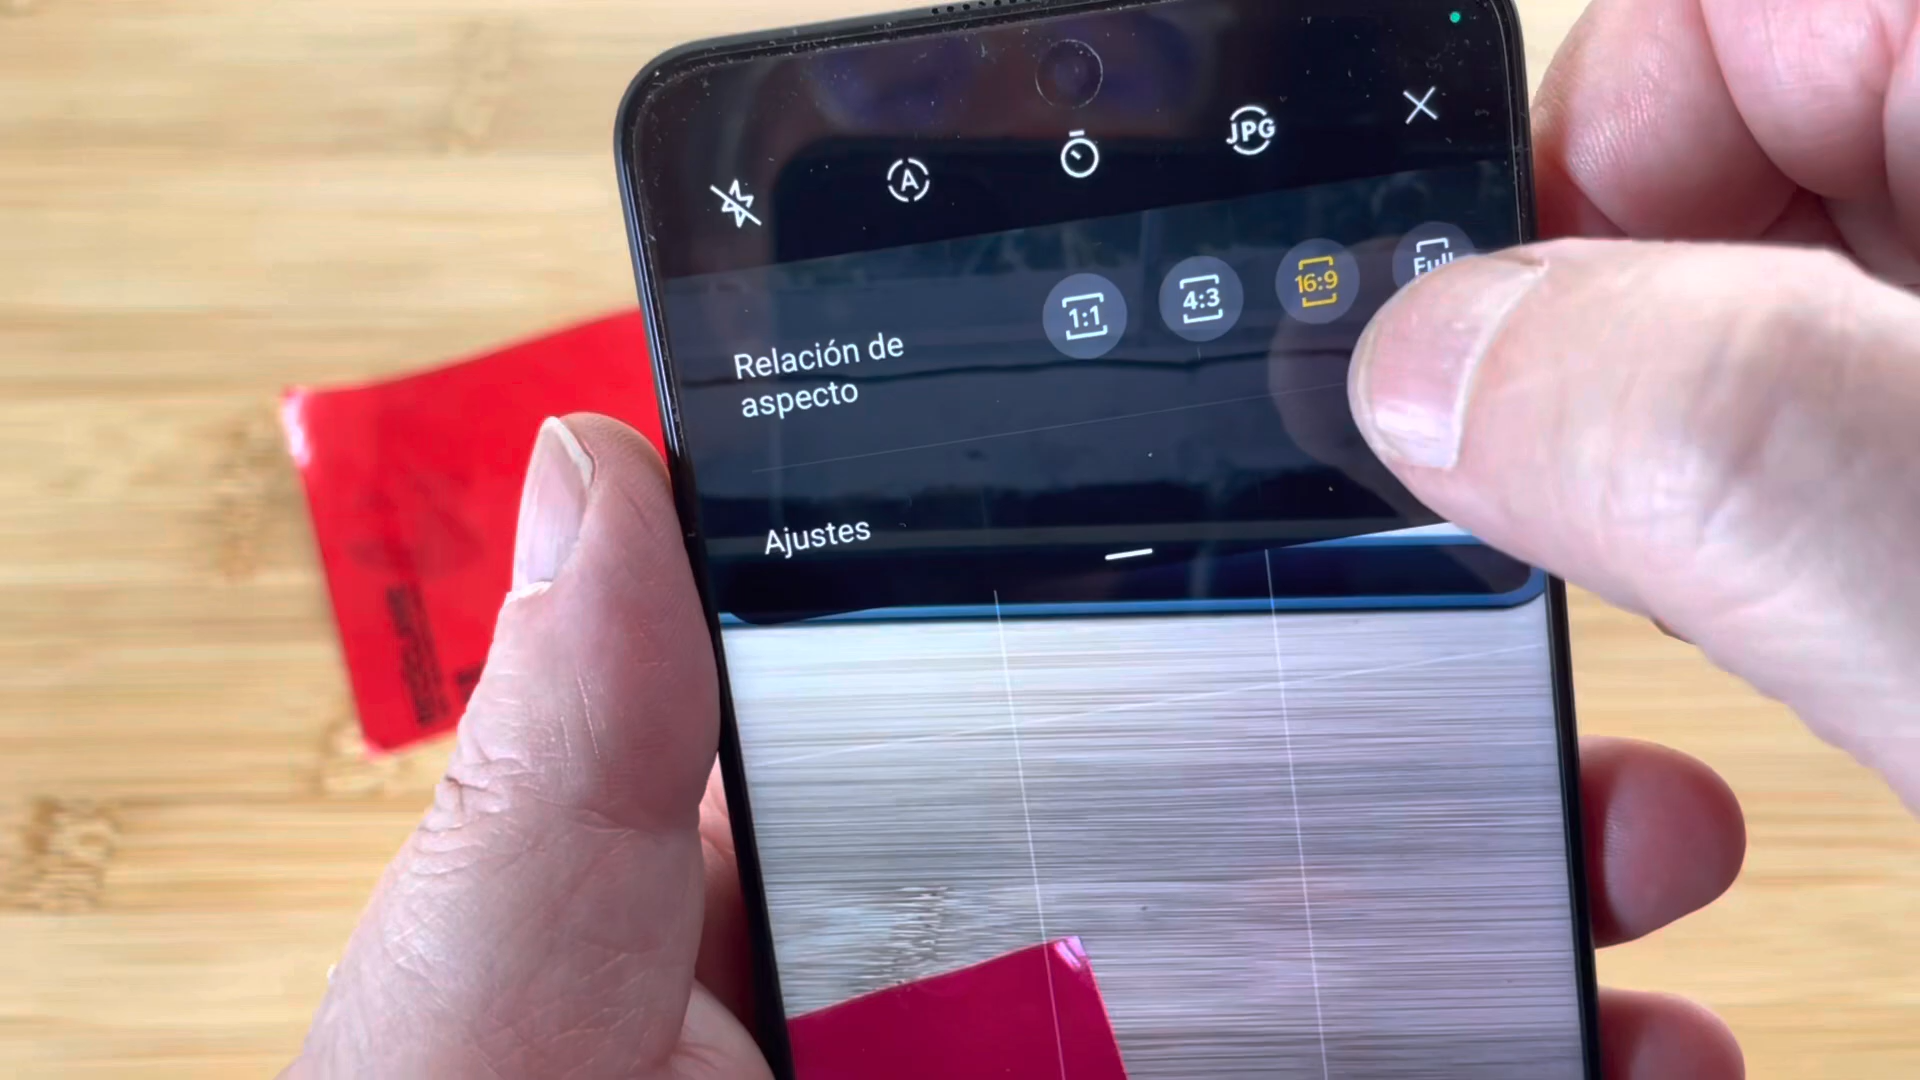 A
JPG
1:1
4:3
16:9
Full
Relación de
aspecto
Ajustes